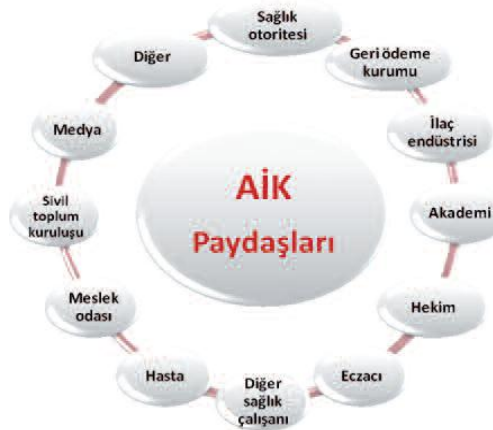 AİK
Paydaşları
Sağlık
otoritesi
Geri ödeme
kurumu
İlaç
endüstrisi
Akademi
Hekim
Eczacı
Diğer
sağlık
çalışanı
Hasta
Meslek
odası
Sivil
toplum
kuruluşu
Medya
Diğer